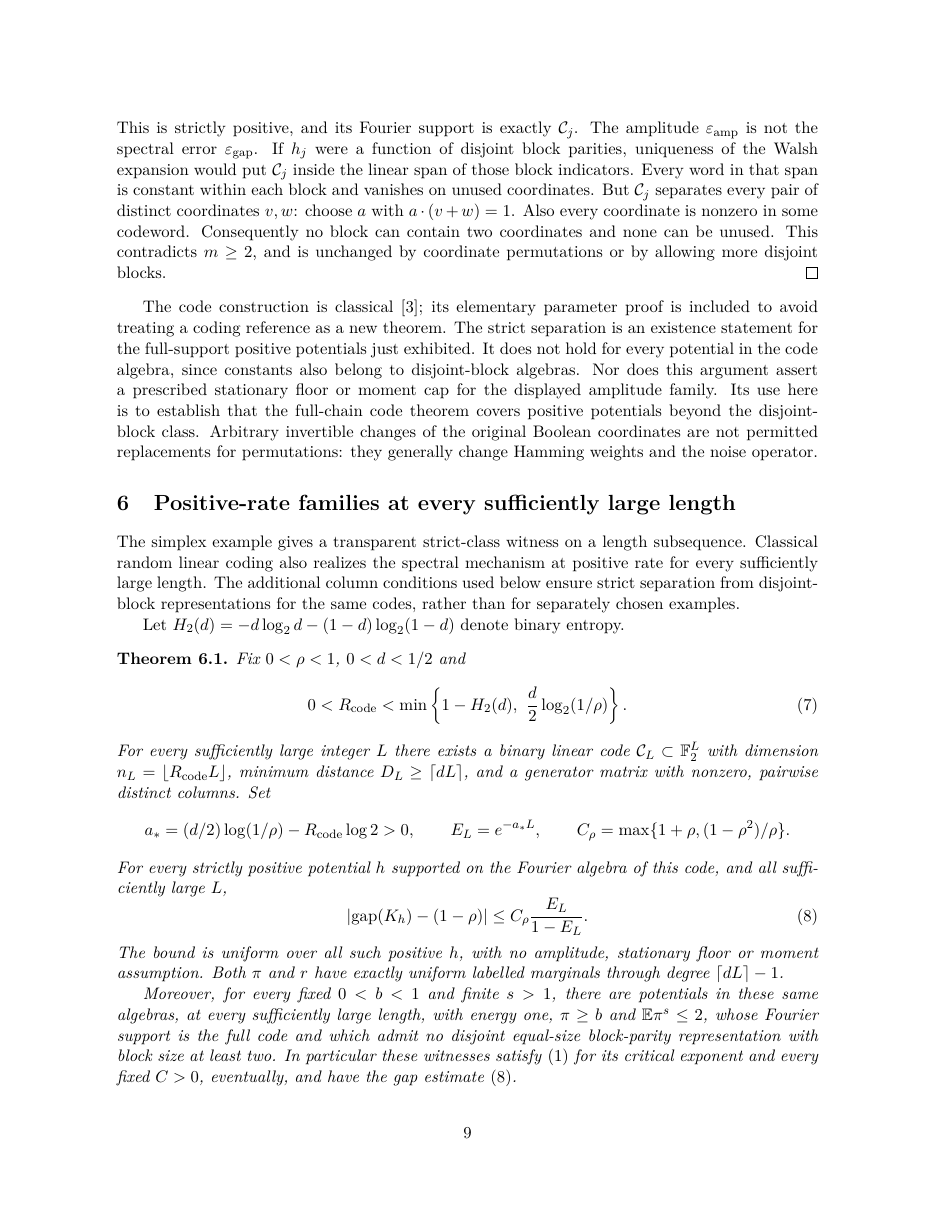 This is strictly positive, and its Fourier support is exactly 𝒞_j. The amplitude ε_amp is not the
spectral error ε_gap. If h_j were a function of disjoint block parities, uniqueness of the Walsh
expansion would put 𝒞_j inside the linear span of those block indicators. Every word in that span
is constant within each block and vanishes on unused coordinates. But 𝒞_j separates every pair of
distinct coordinates v, w: choose a with a · (v + w) = 1. Also every coordinate is nonzero in some
codeword. Consequently no block can contain two coordinates and none can be unused. This
contradicts m ≥ 2, and is unchanged by coordinate permutations or by allowing more disjoint
blocks. □
The code construction is classical [3]; its elementary parameter proof is included to avoid
treating a coding reference as a new theorem. The strict separation is an existence statement for
the full-support positive potentials just exhibited. It does not hold for every potential in the code
algebra, since constants also belong to disjoint-block algebras. Nor does this argument assert
a prescribed stationary floor or moment cap for the displayed amplitude family. Its use here
is to establish that the full-chain code theorem covers positive potentials beyond the disjoint-
block class. Arbitrary invertible changes of the original Boolean coordinates are not permitted
replacements for permutations: they generally change Hamming weights and the noise operator.
6 Positive-rate families at every sufficiently large length
The simplex example gives a transparent strict-class witness on a length subsequence. Classical
random linear coding also realizes the spectral mechanism at positive rate for every sufficiently
large length. The additional column conditions used below ensure strict separation from disjoint-
block representations for the same codes, rather than for separately chosen examples.
Let H_2(d) = −d log_2 d − (1 − d) log_2(1 − d) denote binary entropy.
Theorem 6.1. Fix 0 < ρ < 1, 0 < d < 1/2 and
0 < R_code < min { 1 − H_2(d), d/2 log_2(1/ρ) } . (7)
For every sufficiently large integer L there exists a binary linear code 𝒞_L ⊂ 𝔽_2^L with dimension
n_L = ⌊R_code L⌋, minimum distance D_L ≥ ⌈dL⌉, and a generator matrix with nonzero, pairwise
distinct columns. Set
a_* = (d/2) log(1/ρ) − R_code log 2 > 0, E_L = e^{−a_* L}, C_ρ = max{1 + ρ, (1 − ρ^2)/ρ}.
For every strictly positive potential h supported on the Fourier algebra of this code, and all suffi-
ciently large L,
|gap(K_h) − (1 − ρ)| ≤ C_ρ E_L / (1 − E_L). (8)
The bound is uniform over all such positive h, with no amplitude, stationary floor or moment
assumption. Both π and r have exactly uniform labelled marginals through degree ⌈dL⌉ − 1.
Moreover, for every fixed 0 < b < 1 and finite s > 1, there are potentials in these same
algebras, at every sufficiently large length, with energy one, π ≥ b and 𝔼π^s ≤ 2, whose Fourier
support is the full code and which admit no disjoint equal-size block-parity representation with
block size at least two. In particular these witnesses satisfy (1) for its critical exponent and every
fixed C > 0, eventually, and have the gap estimate (8).
9